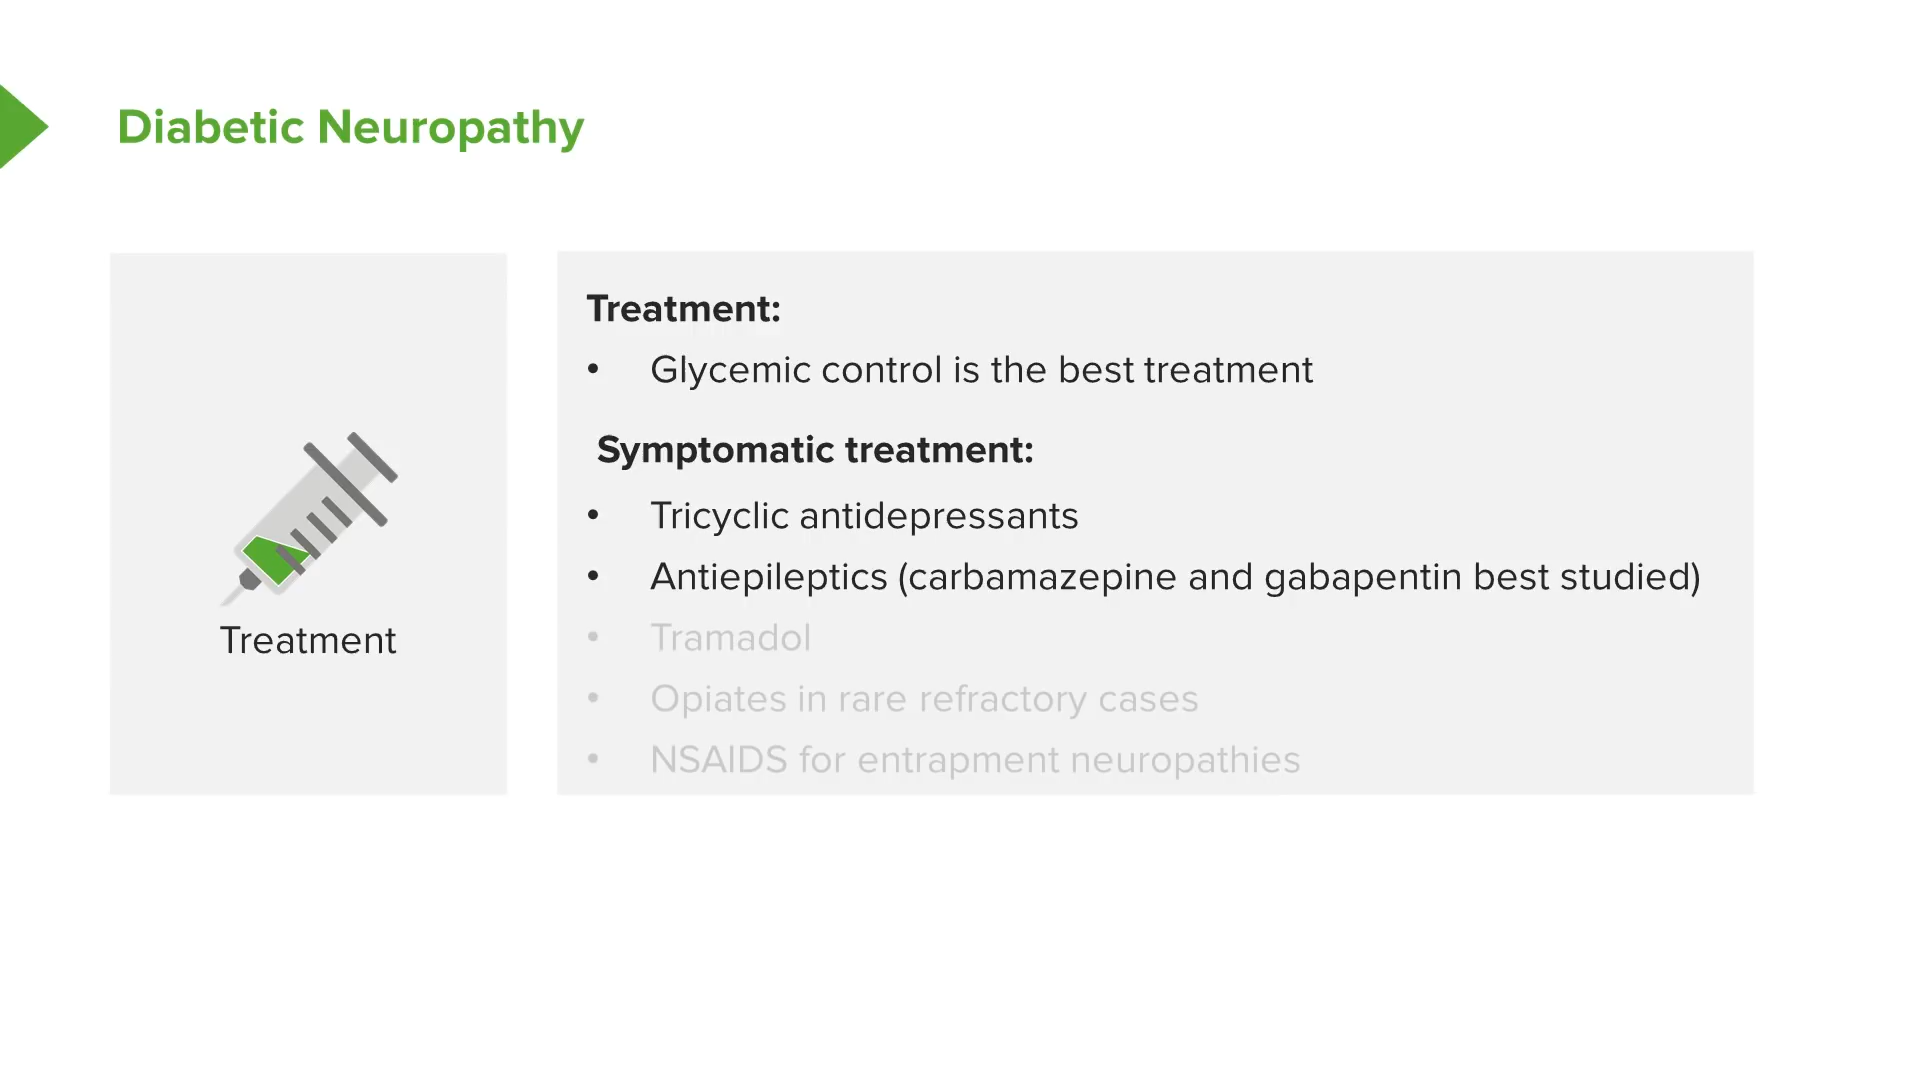 Diabetic Neuropathy
Treatment
Treatment:
• Glycemic control is the best treatment
Symptomatic treatment:
• Tricyclic antidepressants
• Antiepileptics (carbamazepine and gabapentin best studied)
• Tramadol
• Opiates in rare refractory cases
• NSAIDS for entrapment neuropathies